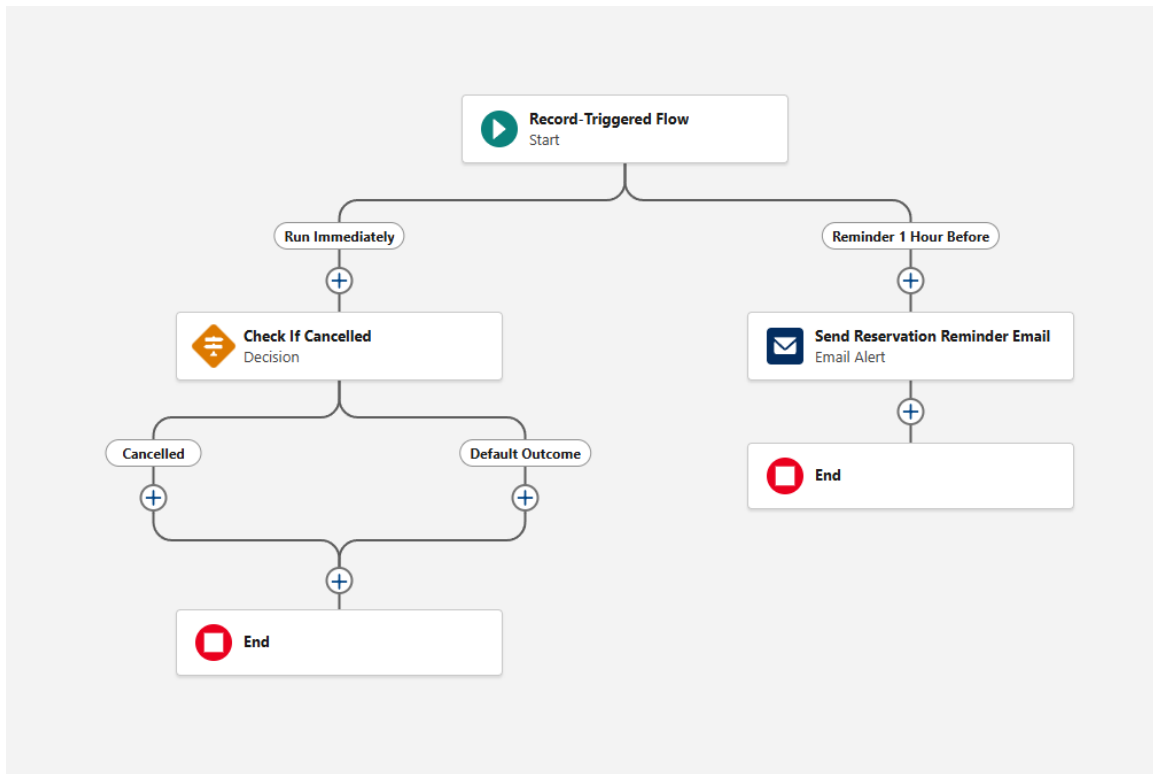 Record-Triggered Flow
Start
Run Immediately
Reminder 1 Hour Before
Check If Cancelled
Decision
Send Reservation Reminder Email
Email Alert
Cancelled
Default Outcome
End
End